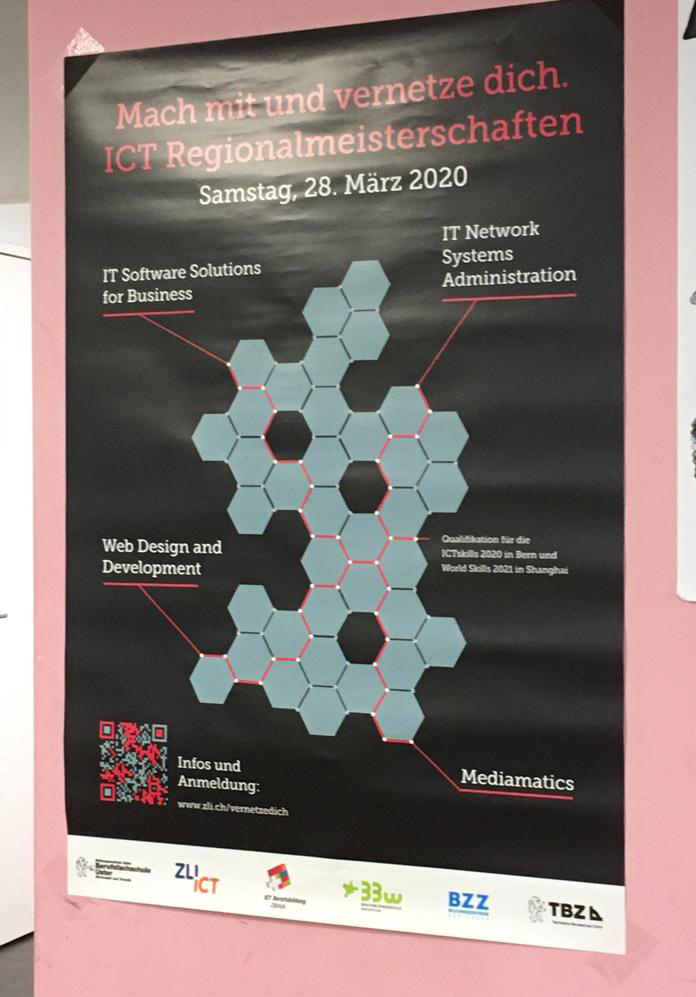 Mach mit und vernetze dich.
ICT Regionalmeisterschaften
Samstag, 28. März 2020
IT Network
Systems
Administration
IT Software Solutions
for Business
Qualifikation für die
ICTskills 2020 in Bern und
World Skills 2021 in Shanghai
Web Design and
Development
Infos und
Anmeldung:
www.zli.ch/vernetzedich
Mediamatics
Berufsfachschule
Uster
ZLI
ICT
ICT Berufsbildung
Zürich
BBW
BZZ
TBZ